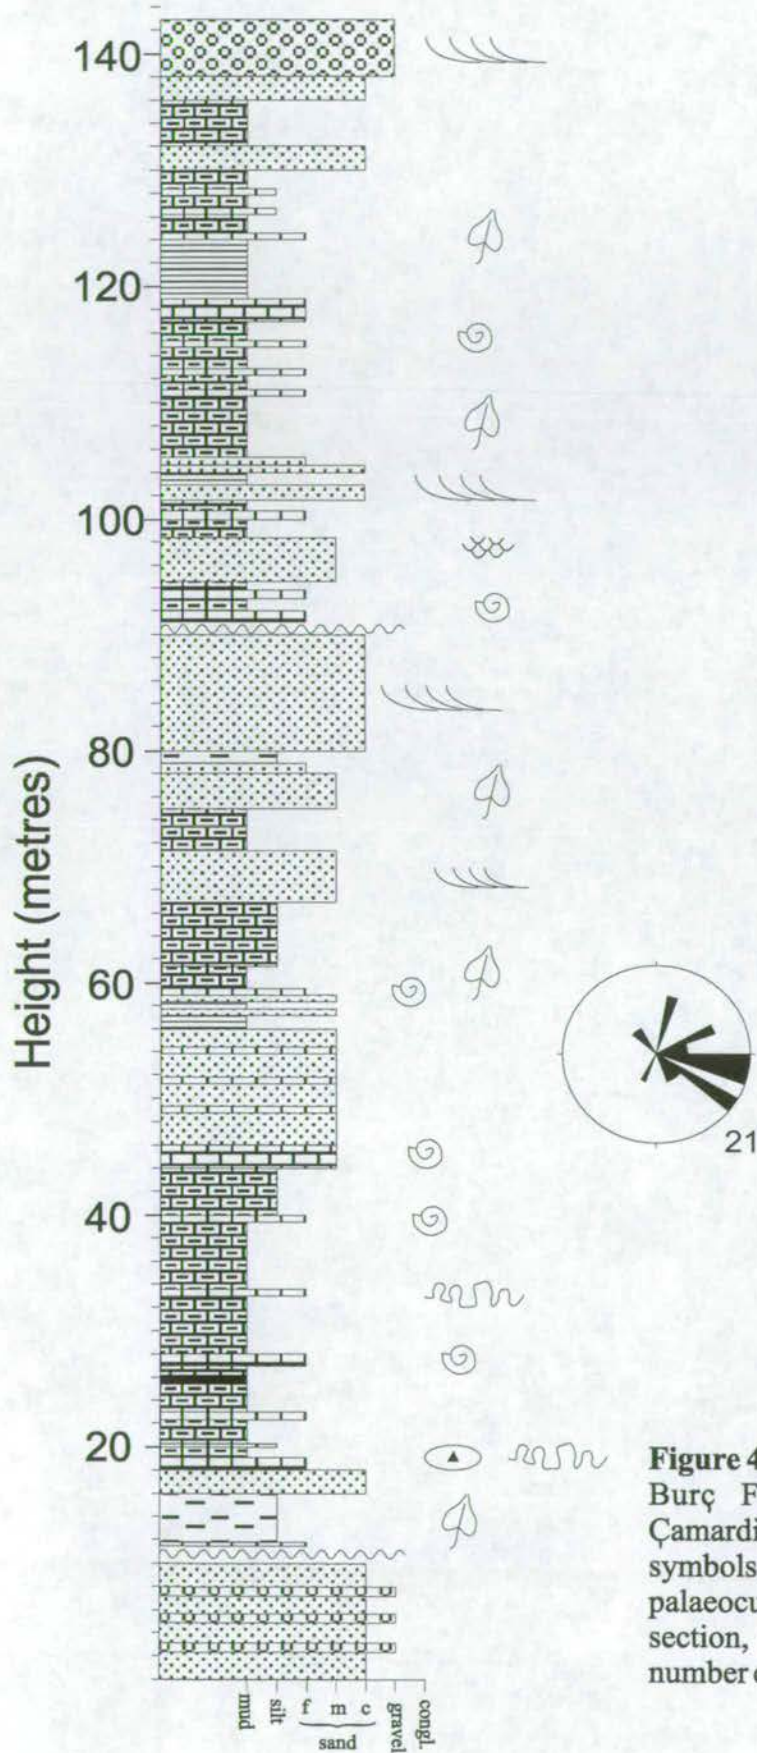 140
120
100
80
60
40
20
Height (metres)
mud
silt
f
m
c
sand
gravel
congl.
21
Figure 4
Burç F
Çamardi
symbols
palaeocu
section,
number